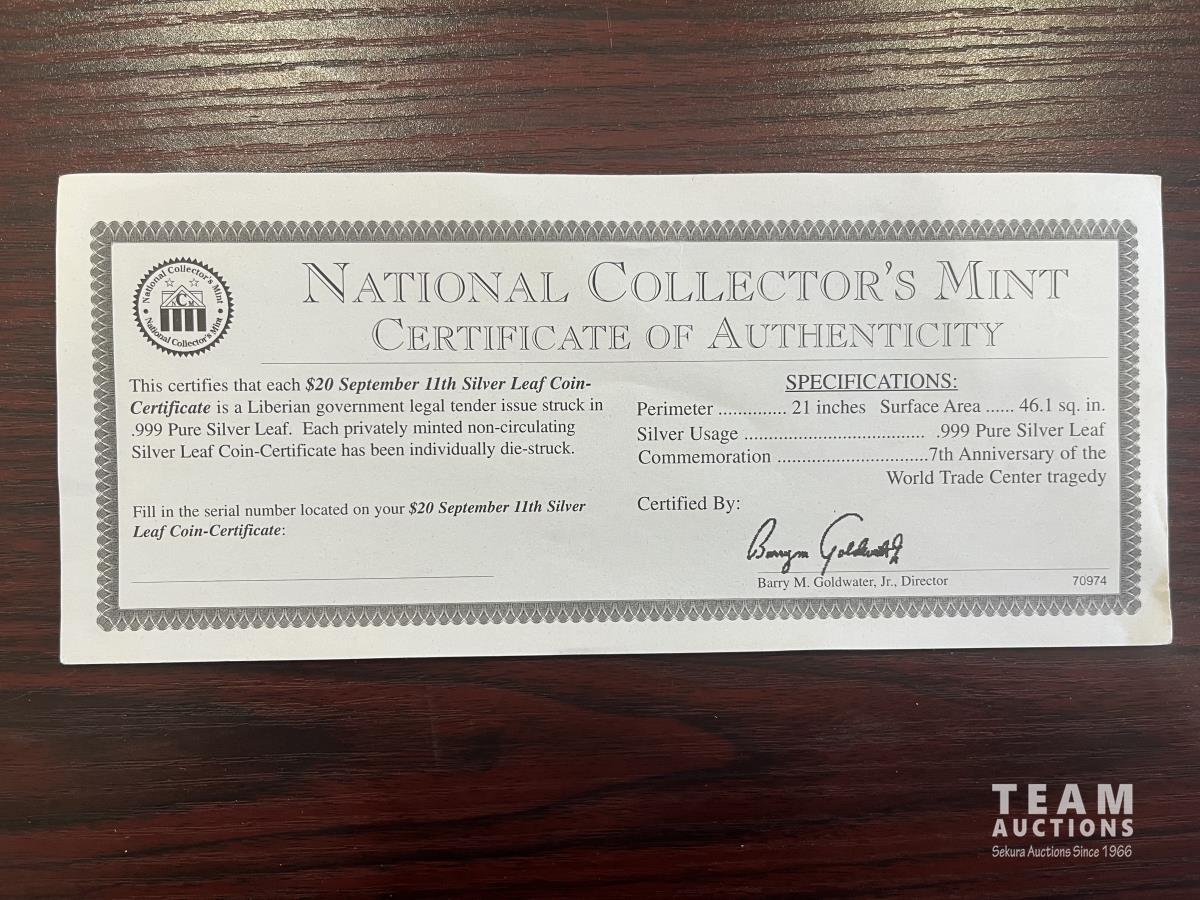 National Collector's Mint
C
National Collector's Mint
NATIONAL COLLECTOR'S MINT
CERTIFICATE OF AUTHENTICITY
This certifies that each $20 September 11th Silver Leaf Coin-
Certificate is a Liberian government legal tender issue struck in
.999 Pure Silver Leaf. Each privately minted non-circulating
Silver Leaf Coin-Certificate has been individually die-struck.
Fill in the serial number located on your $20 September 11th Silver
Leaf Coin-Certificate:
SPECIFICATIONS:
Perimeter ............. 21 inches Surface Area ...... 46.1 sq. in.
Silver Usage .................................... .999 Pure Silver Leaf
Commemoration .............................7th Anniversary of the
World Trade Center tragedy
Certified By:
Barry M Goldwater Jr
Barry M. Goldwater, Jr., Director 70974
TEAM
AUCTIONS
Sekura Auctions Since 1966